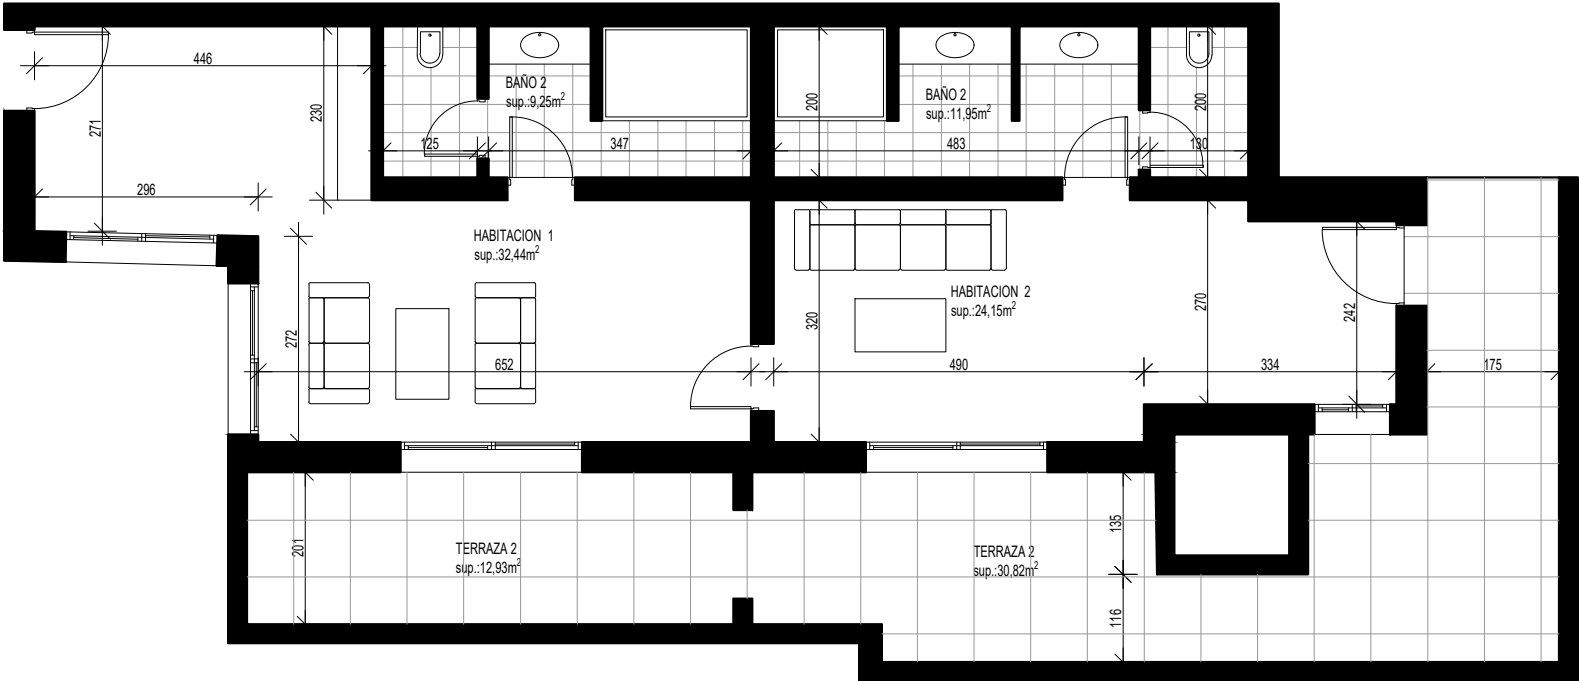 446
271
230
296
125
BAÑO 2
sup.:9,25m²
347
200
BAÑO 2
sup.:11,95m²
483
200
130
HABITACION 1
sup.:32,44m²
272
652
HABITACION 2
sup.:24,15m²
320
490
270
242
334
175
201
TERRAZA 2
sup.:12,93m²
TERRAZA 2
sup.:30,82m²
135
116